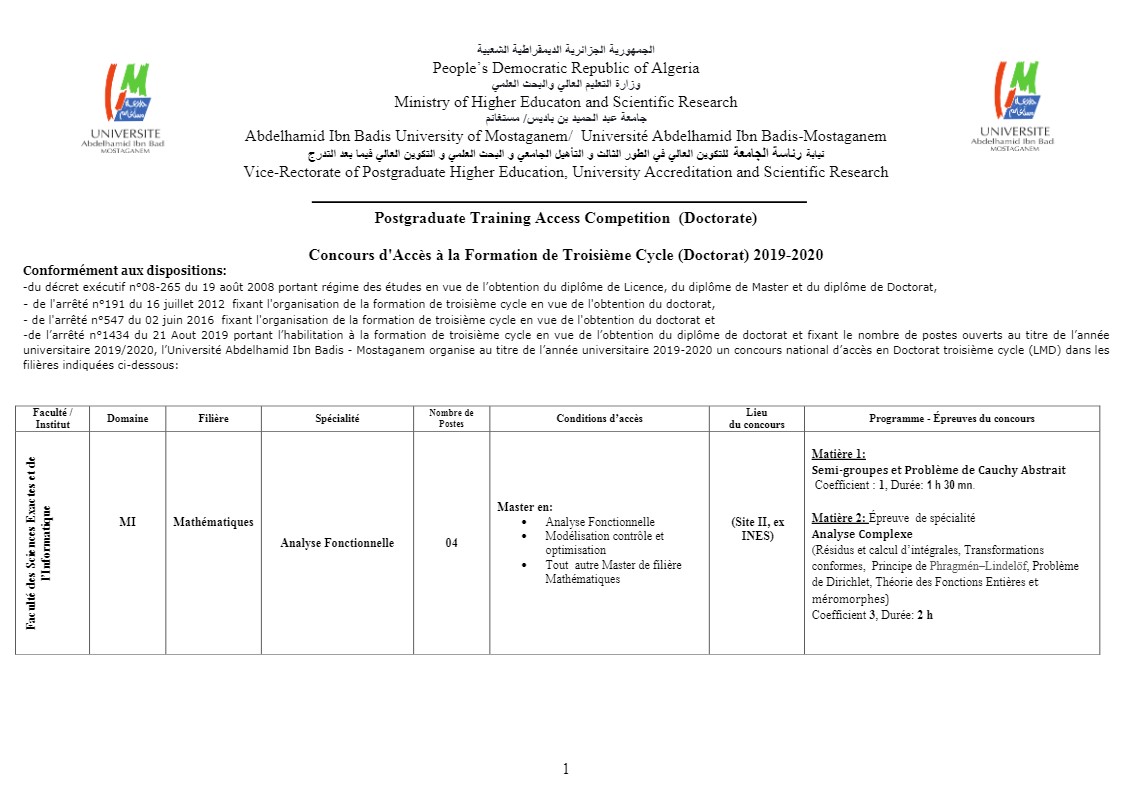 الجمهورية الجزائرية الديمقراطية الشعبية
People's Democratic Republic of Algeria
وزارة التعليم العالي والبحث العلمي
Ministry of Higher Educaton and Scientific Research
جامعة عبد الحميد بن باديس/ مستغانم
Abdelhamid Ibn Badis University of Mostaganem/ Université Abdelhamid Ibn Badis-Mostaganem
نيابة رئاسة الجامعة للتكوين العالي في الطور الثالث و التأهيل الجامعي و البحث العلمي و التكوين العالي فيما بعد التدرج
Vice-Rectorate of Postgraduate Higher Education, University Accreditation and Scientific Research
UNIVERSITE
Abdelhamid Ibn Bad
MOSTAGANEM
UNIVERSITE
Abdelhamid Ibn Bad
MOSTAGANEM
Postgraduate Training Access Competition (Doctorate)
Concours d'Accès à la Formation de Troisième Cycle (Doctorat) 2019-2020
Conformément aux dispositions:
-du décret exécutif n°08-265 du 19 août 2008 portant régime des études en vue de l'obtention du diplôme de Licence, du diplôme de Master et du diplôme de Doctorat,
- de l'arrêté n°191 du 16 juillet 2012 fixant l'organisation de la formation de troisième cycle en vue de l'obtention du doctorat,
- de l'arrêté n°547 du 02 juin 2016 fixant l'organisation de la formation de troisième cycle en vue de l'obtention du doctorat et
-de l'arrêté n°1434 du 21 Aout 2019 portant l'habilitation à la formation de troisième cycle en vue de l'obtention du diplôme de doctorat et fixant le nombre de postes ouverts au titre de l'année
universitaire 2019/2020, l'Université Abdelhamid Ibn Badis - Mostaganem organise au titre de l'année universitaire 2019-2020 un concours national d'accès en Doctorat troisième cycle (LMD) dans les
filières indiquées ci-dessous:
Faculté /
Institut
Domaine
Filière
Spécialité
Nombre de
Postes
Conditions d'accès
Lieu
du concours
Programme - Épreuves du concours
Faculté des Sciences Exactes et de
l'Informatique
MI
Mathématiques
Analyse Fonctionnelle
04
Master en:
• Analyse Fonctionnelle
• Modélisation contrôle et
optimisation
• Tout autre Master de filière
Mathématiques
(Site II, ex
INES)
Matière 1:
Semi-groupes et Problème de Cauchy Abstrait
Coefficient : 1, Durée: 1 h 30 mn.
Matière 2: Épreuve de spécialité
Analyse Complexe
(Résidus et calcul d'intégrales, Transformations
conformes, Principe de Phragmén–Lindelöf, Problème
de Dirichlet, Théorie des Fonctions Entières et
méromorphes)
Coefficient 3, Durée: 2 h
1